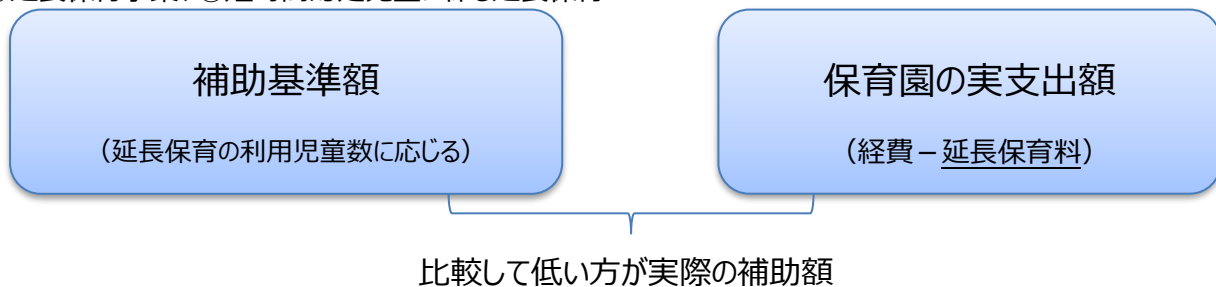 補助基準額
（延長保育の利用児童数に応じる）
保育園の実支出額
（経費－延長保育料）
比較して低い方が実際の補助額